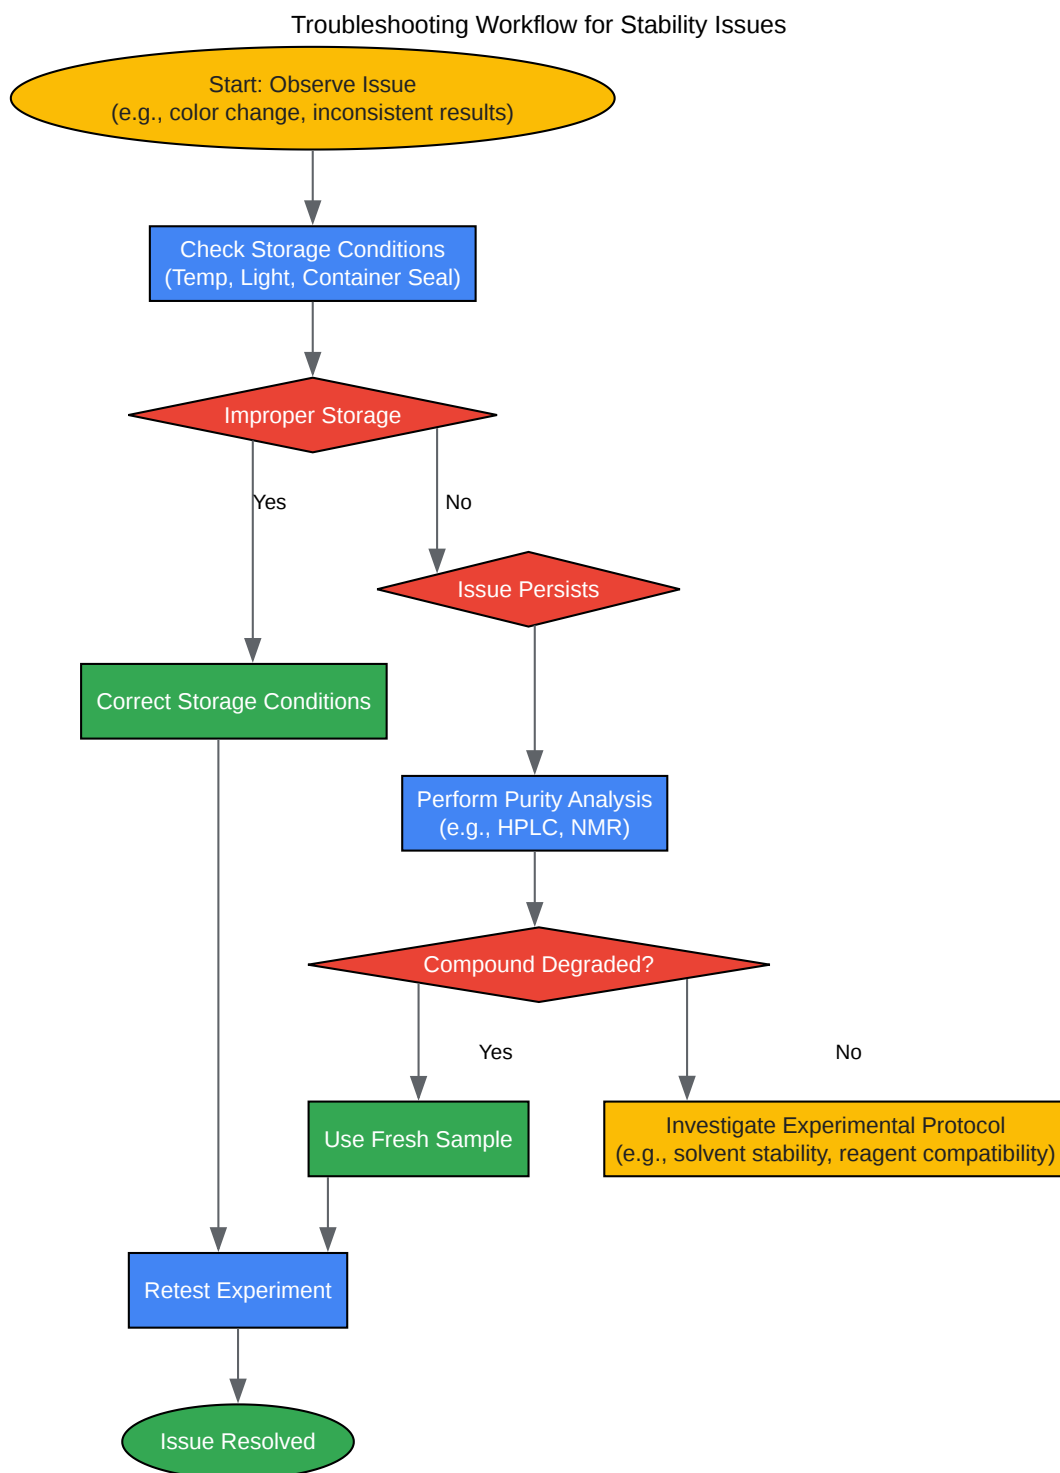 Troubleshooting Workflow for Stability Issues
Start: Observe Issue
(e.g., color change, inconsistent results)
Check Storage Conditions
(Temp, Light, Container Seal)
Improper Storage
Yes
No
Issue Persists
Correct Storage Conditions
Perform Purity Analysis
(e.g., HPLC, NMR)
Compound Degraded?
Yes
No
Use Fresh Sample
Investigate Experimental Protocol
(e.g., solvent stability, reagent compatibility)
Retest Experiment
Issue Resolved